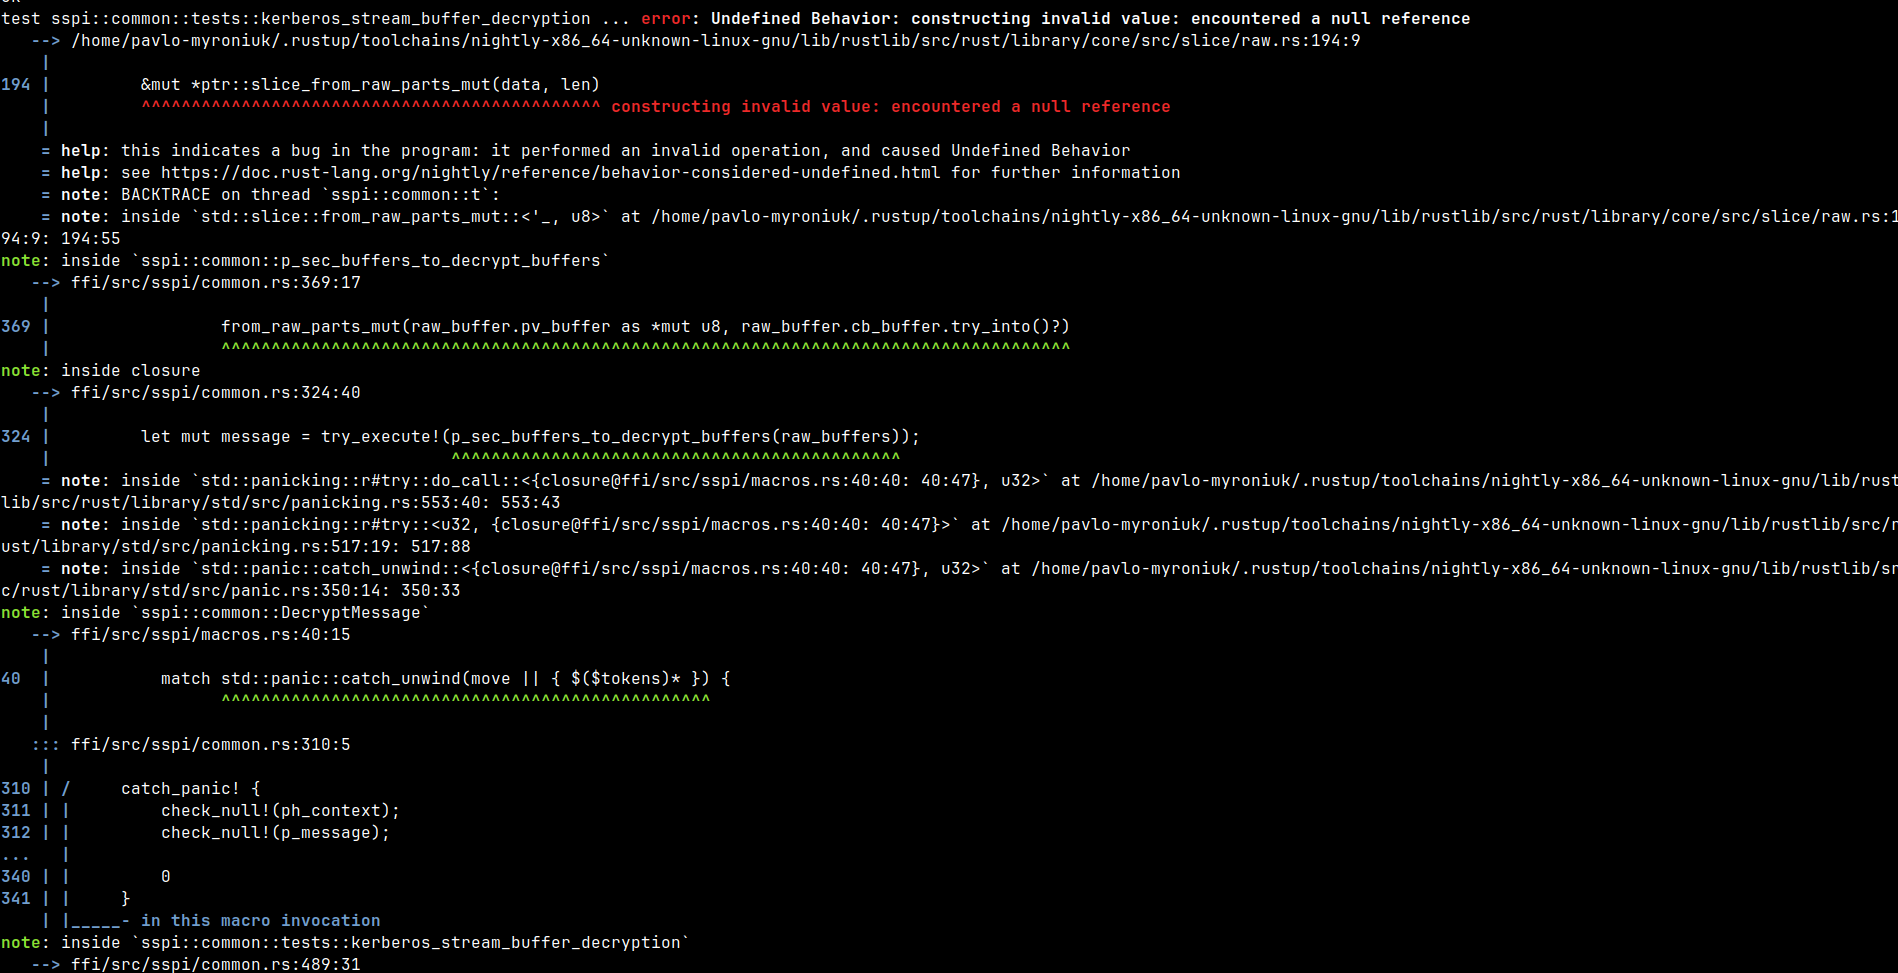 test sspi::common::tests::kerberos_stream_buffer_decryption ... error: Undefined Behavior: constructing invalid value: encountered a null reference
   --> /home/pavlo-myroniuk/.rustup/toolchains/nightly-x86_64-unknown-linux-gnu/lib/rustlib/src/rust/library/core/src/slice/raw.rs:194:9
    |
194 |         &mut *ptr::slice_from_raw_parts_mut(data, len)
    |         ^^^^^^^^^^^^^^^^^^^^^^^^^^^^^^^^^^^^^^^^^^^^^^ constructing invalid value: encountered a null reference
    |
    = help: this indicates a bug in the program: it performed an invalid operation, and caused Undefined Behavior
    = help: see https://doc.rust-lang.org/nightly/reference/behavior-considered-undefined.html for further information
    = note: BACKTRACE on thread `sspi::common::t`:
    = note: inside `std::slice::from_raw_parts_mut::<'_, u8>` at /home/pavlo-myroniuk/.rustup/toolchains/nightly-x86_64-unknown-linux-gnu/lib/rustlib/src/rust/library/core/src/slice/raw.rs:1
94:9: 194:55
note: inside `sspi::common::p_sec_buffers_to_decrypt_buffers`
   --> ffi/src/sspi/common.rs:369:17
    |
369 |                 from_raw_parts_mut(raw_buffer.pv_buffer as *mut u8, raw_buffer.cb_buffer.try_into()?)
    |                 ^^^^^^^^^^^^^^^^^^^^^^^^^^^^^^^^^^^^^^^^^^^^^^^^^^^^^^^^^^^^^^^^^^^^^^^^^^^^^^^^^^^^^
note: inside closure
   --> ffi/src/sspi/common.rs:324:40
    |
324 |         let mut message = try_execute!(p_sec_buffers_to_decrypt_buffers(raw_buffers));
    |                                        ^^^^^^^^^^^^^^^^^^^^^^^^^^^^^^^^^^^^^^^^^^^^^
    = note: inside `std::panicking::r#try::do_call::<{closure@ffi/src/sspi/macros.rs:40:40: 40:47}, u32>` at /home/pavlo-myroniuk/.rustup/toolchains/nightly-x86_64-unknown-linux-gnu/lib/rust
lib/src/rust/library/std/src/panicking.rs:553:40: 553:43
    = note: inside `std::panicking::r#try::<u32, {closure@ffi/src/sspi/macros.rs:40:40: 40:47}>` at /home/pavlo-myroniuk/.rustup/toolchains/nightly-x86_64-unknown-linux-gnu/lib/rustlib/src/r
ust/library/std/src/panicking.rs:517:19: 517:88
    = note: inside `std::panic::catch_unwind::<{closure@ffi/src/sspi/macros.rs:40:40: 40:47}, u32>` at /home/pavlo-myroniuk/.rustup/toolchains/nightly-x86_64-unknown-linux-gnu/lib/rustlib/sr
c/rust/library/std/src/panic.rs:350:14: 350:33
note: inside `sspi::common::DecryptMessage`
   --> ffi/src/sspi/macros.rs:40:15
    |
40  |           match std::panic::catch_unwind(move || { $($tokens)* }) {
    |                 ^^^^^^^^^^^^^^^^^^^^^^^^^^^^^^^^^^^^^^^^^^^^^^^^^
    |
   ::: ffi/src/sspi/common.rs:310:5
    |
310 | /     catch_panic! {
311 | |         check_null!(ph_context);
312 | |         check_null!(p_message);
...   |
340 | |         0
341 | |     }
    | |_____- in this macro invocation
note: inside `sspi::common::tests::kerberos_stream_buffer_decryption`
   --> ffi/src/sspi/common.rs:489:31